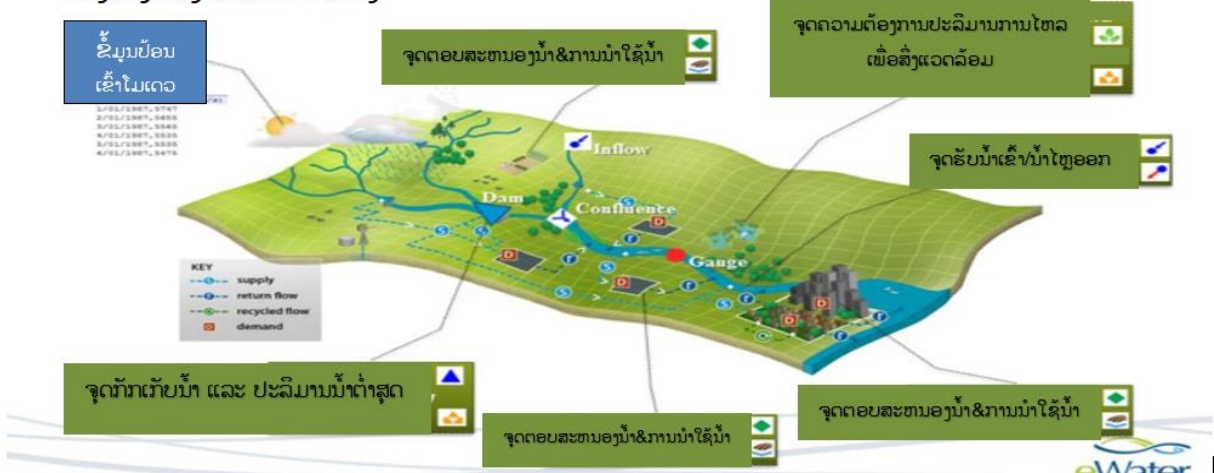 ຂໍ້ມູນປ້ອນ
ເຂົ້າໂມເດວ
ຈຸດຕອບສະຫນອງນ້ຳ&ການນຳໃຊ້ນ້ຳ
ຈຸດຄວາມຕ້ອງການປະລິມານການໄຫລ
ເພື່ອສິ່ງແວດລ້ອມ
1/01/1987,5747
Inflow
ຈຸດຮັບນ້ຳເຂົ້າ/ນ້ຳໄຫຼອອກ
Dam
Confluence
D
Gauge
KEY
S supply
r return flow
recycled flow
D demand
ຈຸດກັກເກັບນ້ຳ ແລະ ປະລິມານນ້ຳຕ່ຳສຸດ
ຈຸດຕອບສະຫນອງນ້ຳ&ການນຳໃຊ້ນ້ຳ
ຈຸດຕອບສະຫນອງນ້ຳ&ການນຳໃຊ້ນ້ຳ
eWater